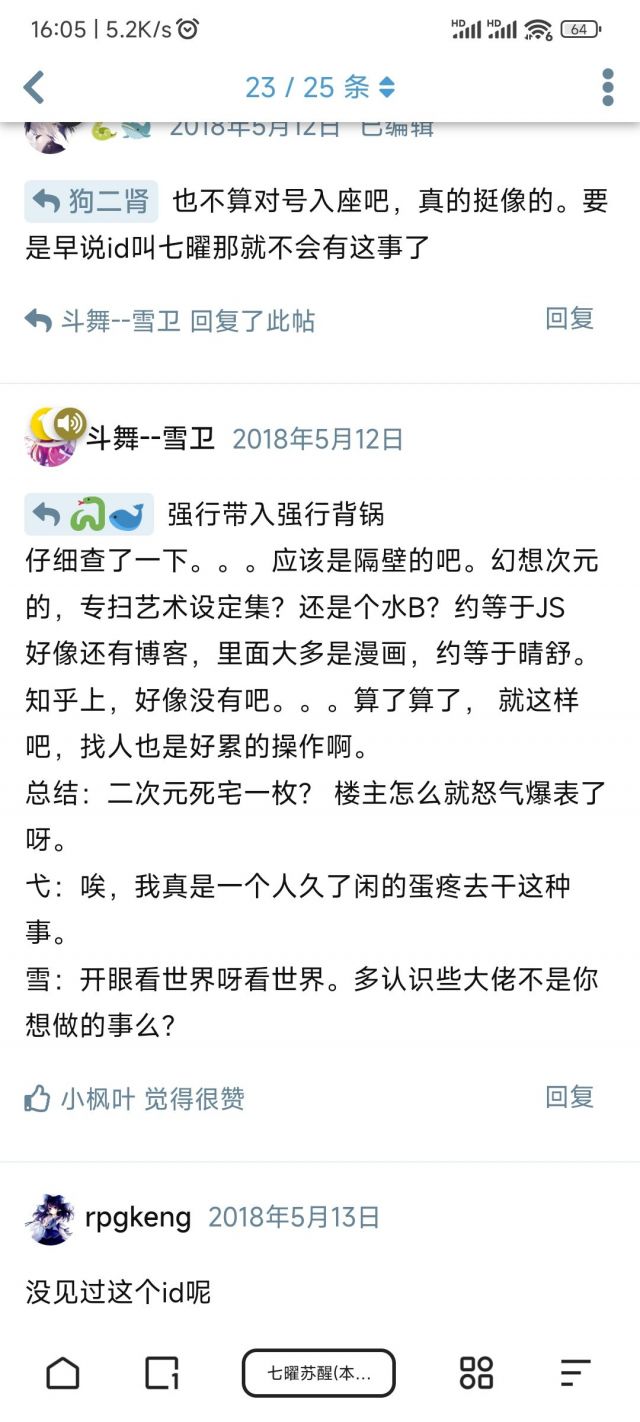 16:05 | 5.2K/s
HD HD 6 64
23 / 25 条
2018年5月12日 已编辑
狗二肾 也不算对号入座吧，真的挺像的。要
是早说id叫七曜那就不会有这事了
斗舞--雪卫 回复了此帖 回复
斗舞--雪卫 2018年5月12日
强行带入强行背锅
仔细查了一下。。。应该是隔壁的吧。幻想次元
的，专扫艺术设定集？还是个水B？约等于JS
好像还有博客，里面大多是漫画，约等于晴舒。
知乎上，好像没有吧。。。算了算了， 就这样
吧，找人也是好累的操作啊。
总结：二次元死宅一枚？ 楼主怎么就怒气爆表了
呀。
弋：唉，我真是一个人久了闲的蛋疼去干这种
事。
雪：开眼看世界呀看世界。多认识些大佬不是你
想做的事么？
小枫叶 觉得很赞 回复
rpgkeng 2018年5月13日
没见过这个id呢
1 七曜苏醒(本...